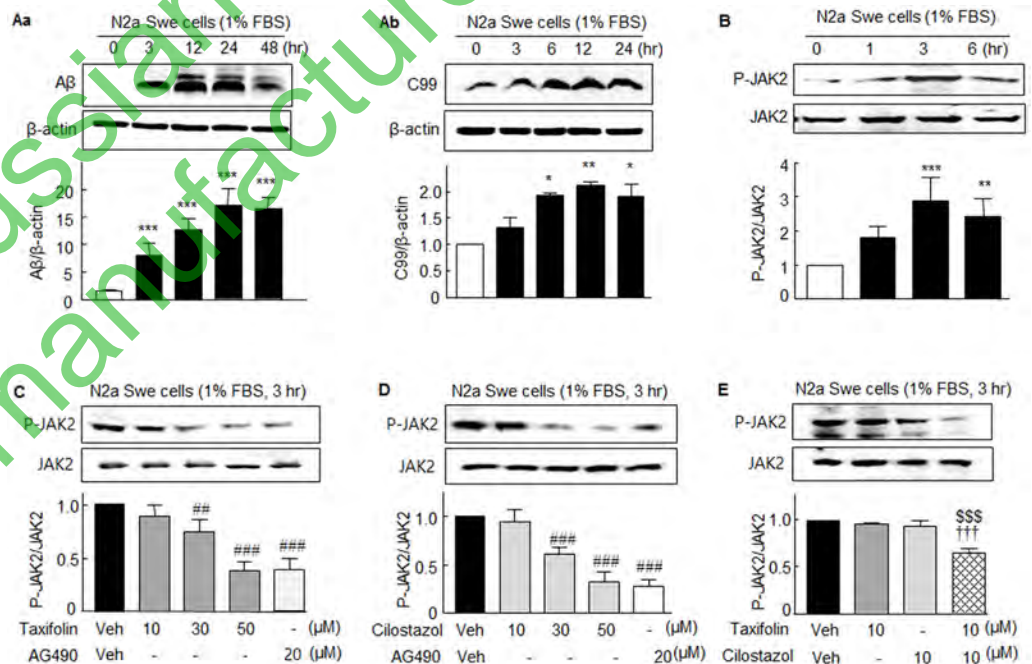 Aa
N2a Swe cells (1% FBS)
0 3 12 24 48 (hr)
Aβ
β-actin
Aβ/β-actin
20
15
10
5
0
***
***
***
***
Ab
N2a Swe cells (1% FBS)
0 3 6 12 24 (hr)
C99
β-actin
C99/β-actin
2.0
1.5
1.0
0.5
0
*
**
*
B
N2a Swe cells (1% FBS)
0 1 3 6 (hr)
P-JAK2
JAK2
P-JAK2/JAK2
4
3
2
1
0
***
**
C
N2a Swe cells (1% FBS, 3 hr)
P-JAK2
JAK2
P-JAK2/JAK2
1.0
0.5
0
##
###
###
Taxifolin Veh 10 30 50 - (μM)
AG490 Veh - - - 20 (μM)
D
N2a Swe cells (1% FBS, 3 hr)
P-JAK2
JAK2
P-JAK2/JAK2
1.0
0.5
0
###
###
###
Cilostazol Veh 10 30 50 - (μM)
AG490 Veh - - - 20 (μM)
E
N2a Swe cells (1% FBS, 3 hr)
P-JAK2
JAK2
P-JAK2/JAK2
1.0
0.5
0.0
$$$
†††
Taxifolin Veh 10 - 10 (μM)
Cilostazol Veh - 10 10 (μM)
manufacture